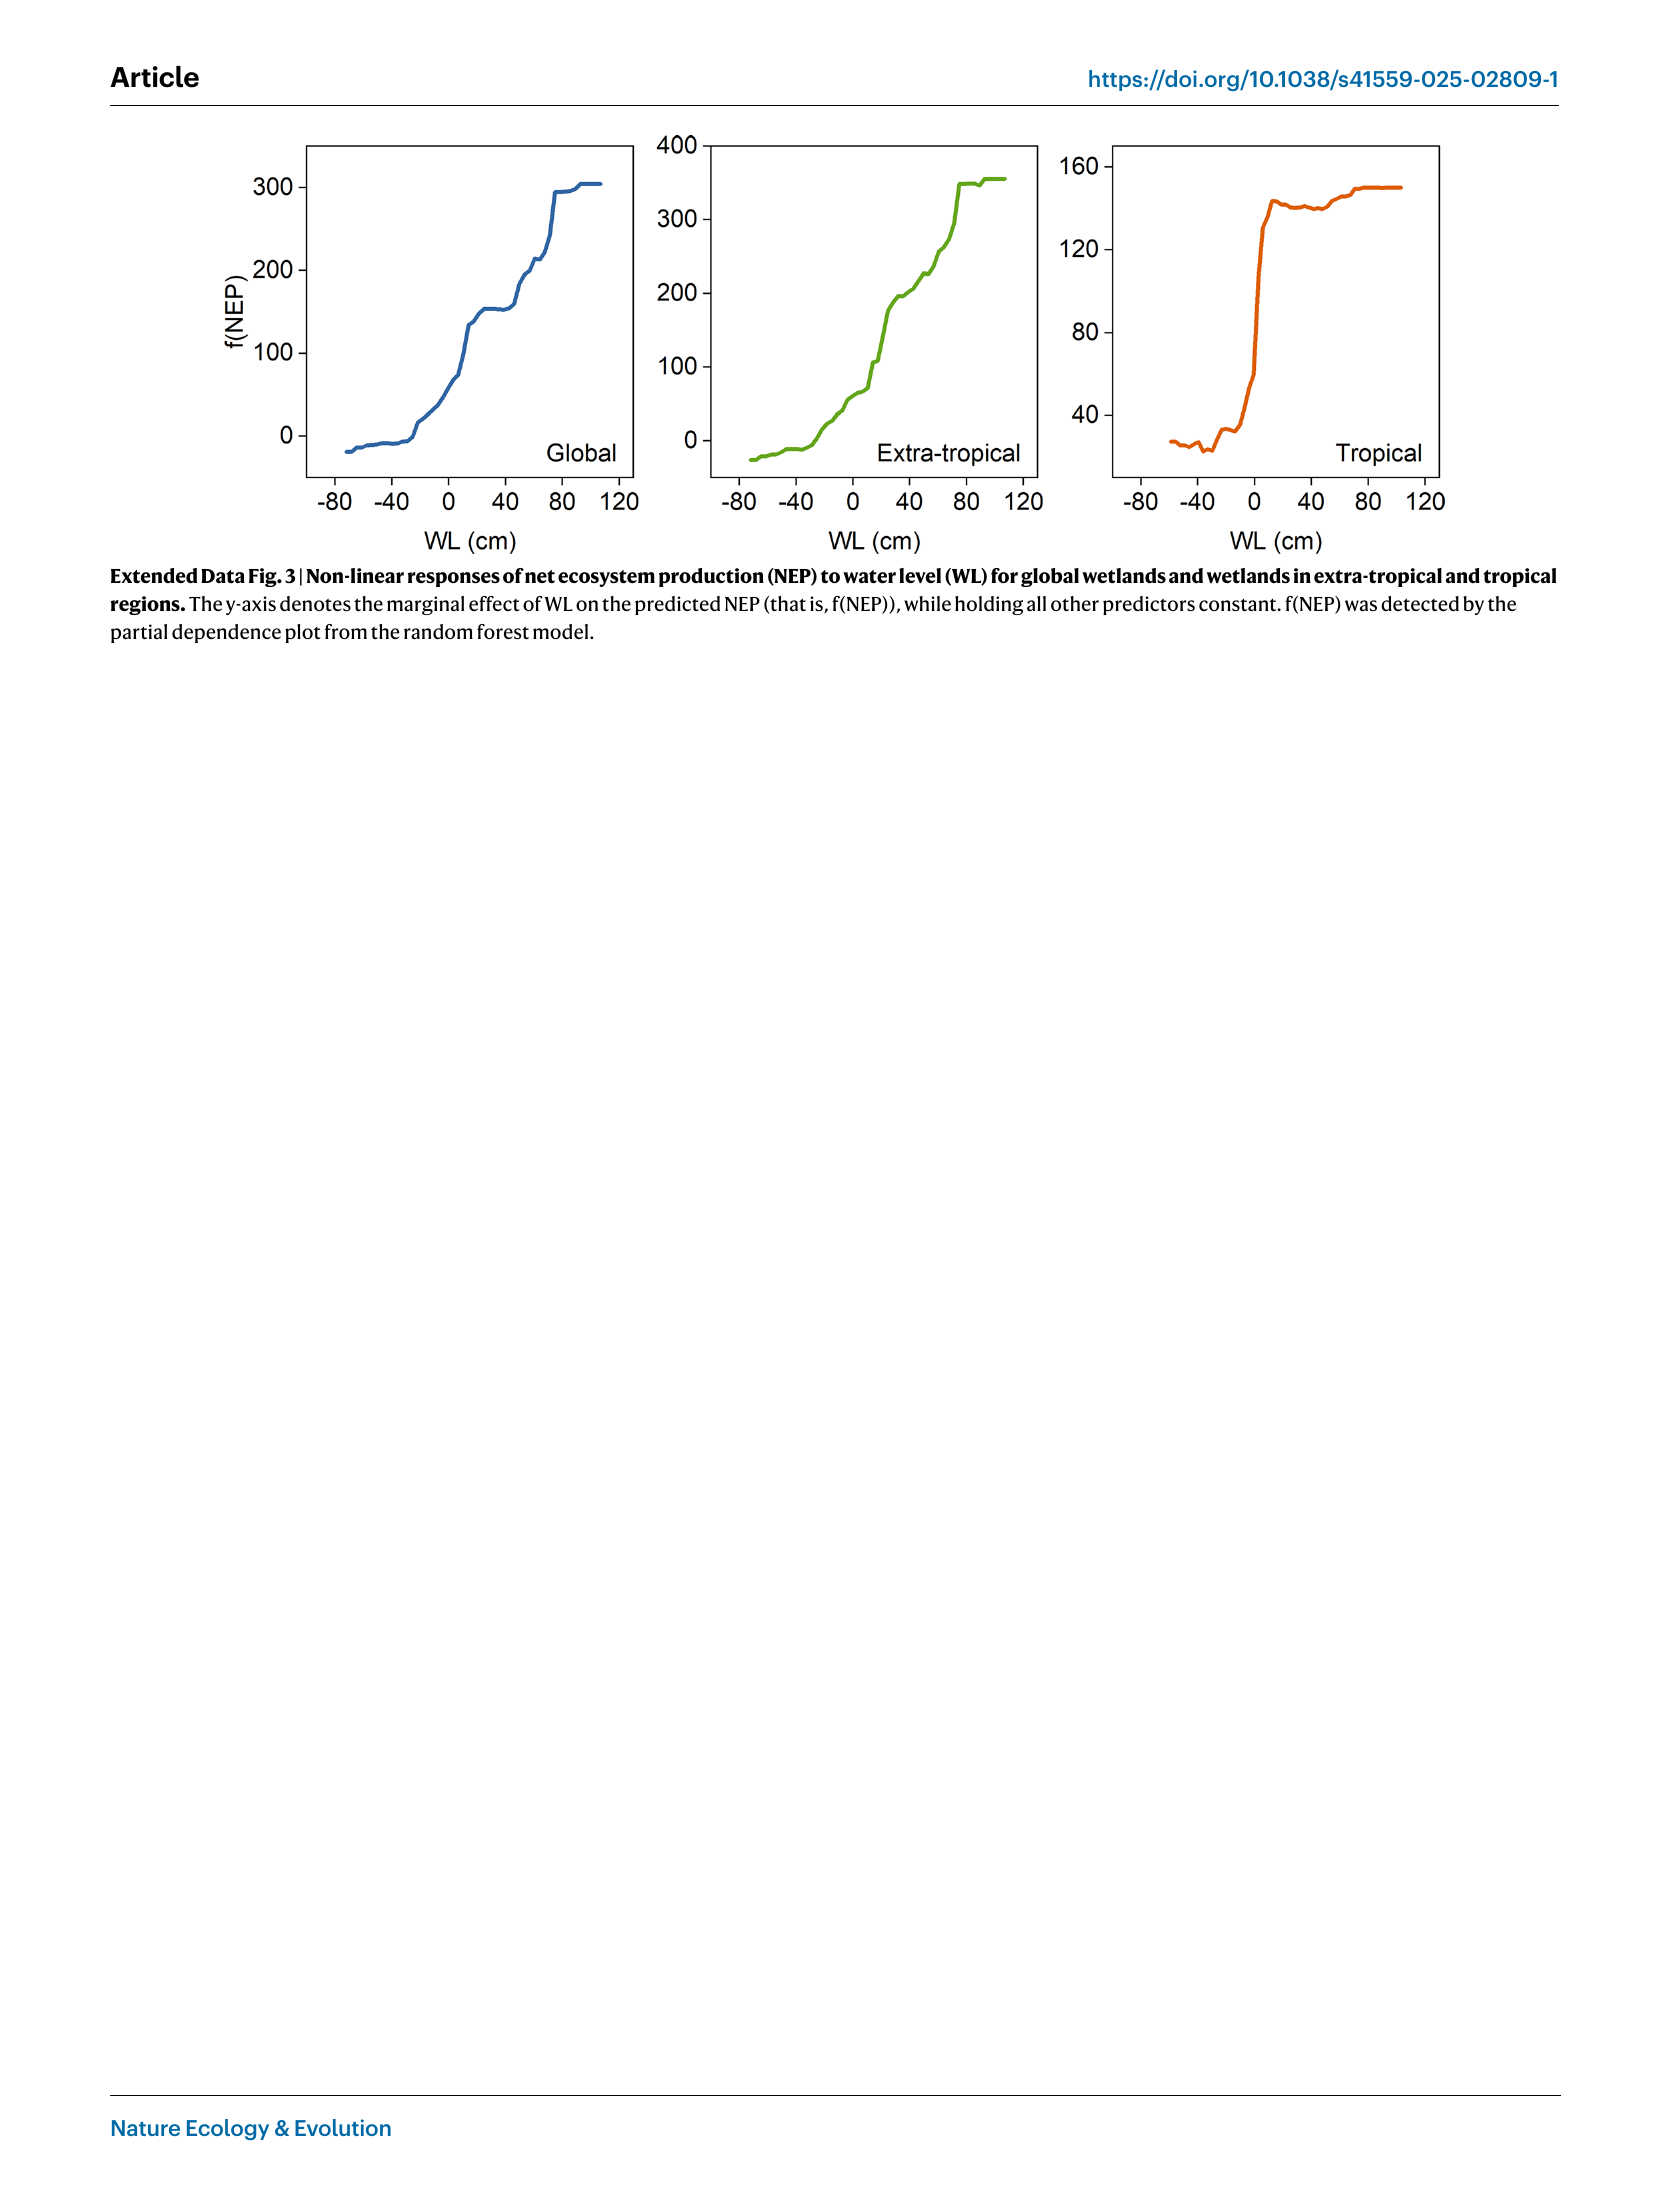 Article
https://doi.org/10.1038/s41559-025-02809-1
f(NEP)
300
200
100
0
-80 -40 0 40 80 120
WL (cm)
Global
400
300
200
100
0
-80 -40 0 40 80 120
WL (cm)
Extra-tropical
160
120
80
40
-80 -40 0 40 80 120
WL (cm)
Tropical
Extended Data Fig. 3 | Non-linear responses of net ecosystem production (NEP) to water level (WL) for global wetlands and wetlands in extra-tropical and tropical
regions. The y-axis denotes the marginal effect of WL on the predicted NEP (that is, f(NEP)), while holding all other predictors constant. f(NEP) was detected by the
partial dependence plot from the random forest model.
Nature Ecology & Evolution